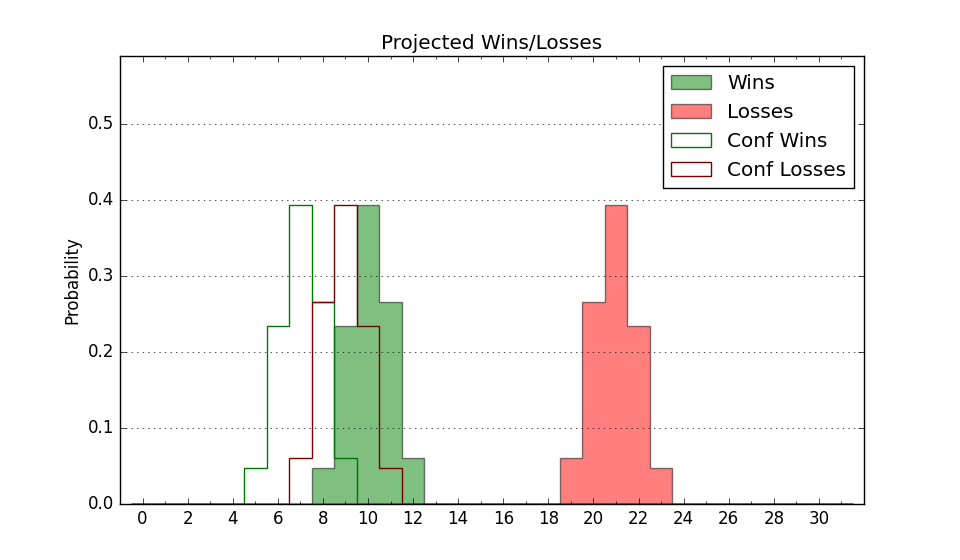 Projected Wins/Losses
Wins
Losses
Conf Wins
Conf Losses
Probability
0.5
0.4
0.3
0.2
0.1
0.0
0 2 4 6 8 10 12 14 16 18 20 22 24 26 28 30